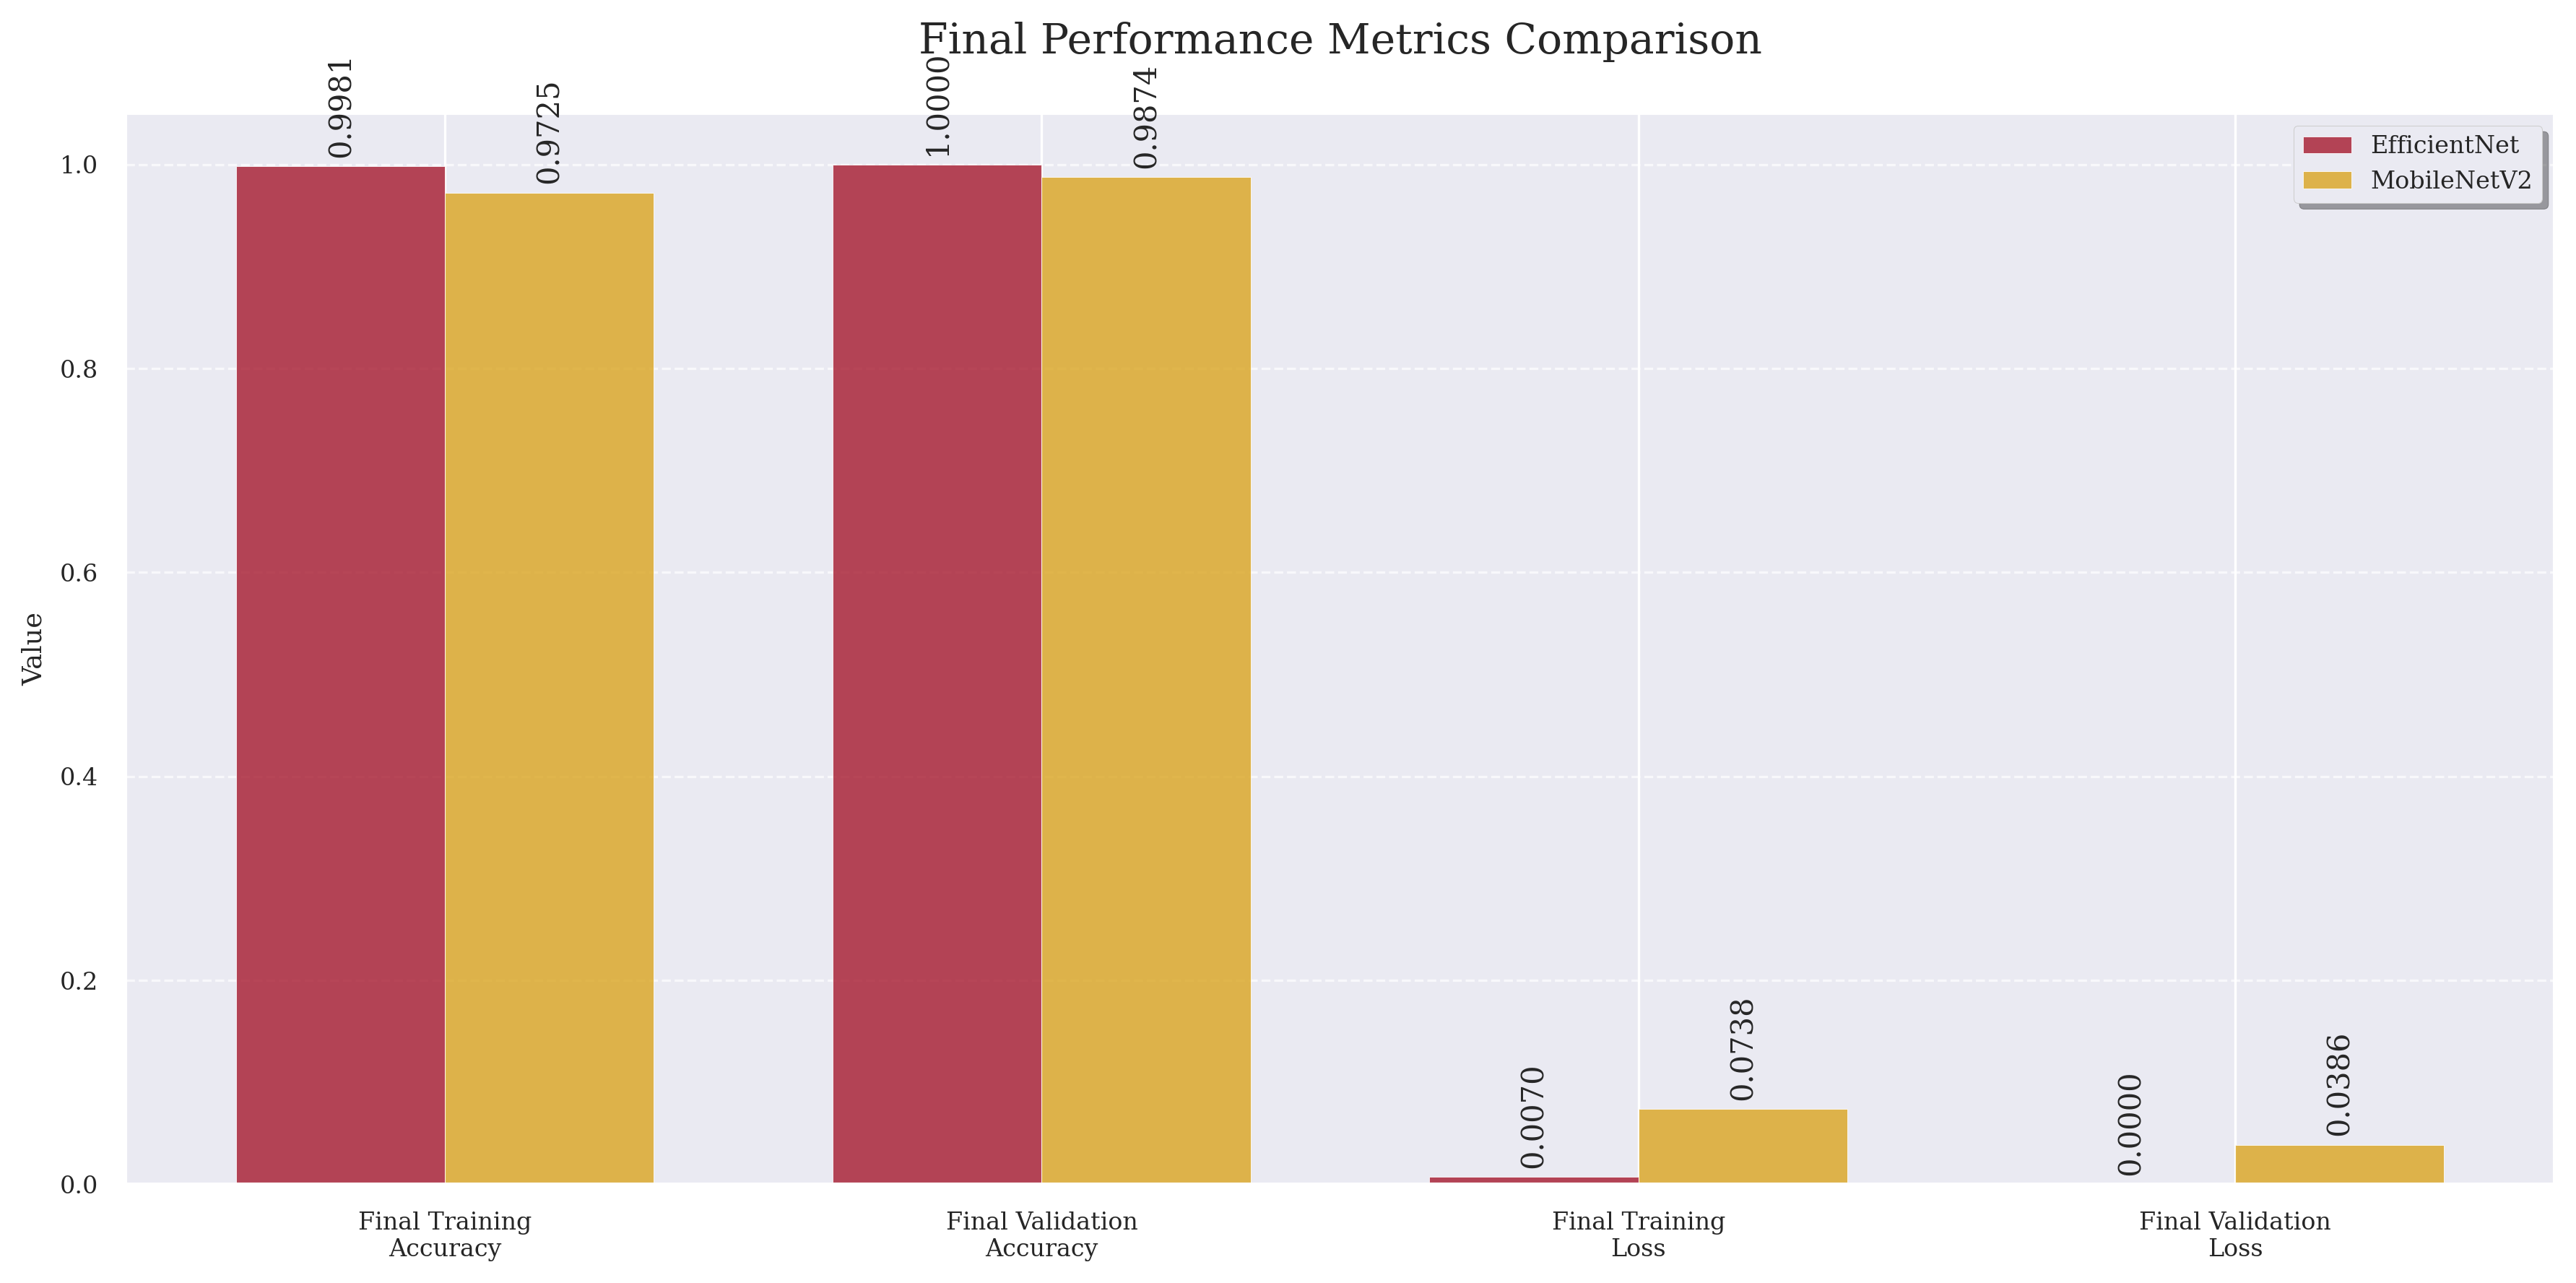 Final Performance Metrics Comparison
0.9981
0.9725
1.0000
0.9874
EfficientNet
MobileNetV2
1.0
0.8
0.6
0.4
0.2
0.0
Value
0.0070
0.0738
0.0000
0.0386
Final Training
Accuracy
Final Validation
Accuracy
Final Training
Loss
Final Validation
Loss